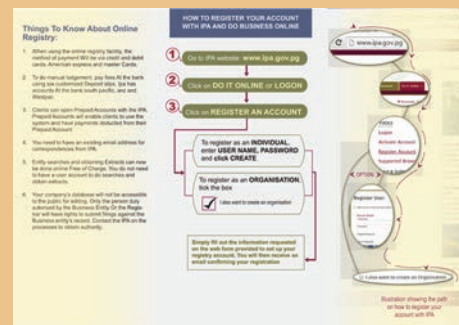 Things To Know About Online
Registry:
1. When using the online registry facility, the
method of payment Will be via credit and debit
cards. American express and master Cards.
2. To do manual lodgement, pay fees At the bank
using ipa customized Deposit slips. Ipa has
accounts At the bank south pacific, anz and
Westpac.
3. Clients can open Prepaid Accounts with the IPA.
Prepaid Accounts will enable clients to use the
system and have payments deducted from their
Prepaid Account.
4. You need to have an existing email address for
correspondences from IPA.
5. Entity searches and obtaining Extracts can now
be done online Free of Charge. You do not need
to have a user account to do searches and
obtain extracts.
6. Your company's database will not be accessible
to the public for editing. Only the person duly
authorised by the Business Entity Or the Regis-
trar will have rights to submit filings against the
Business entity's record. Contact the IPA on the
processes to obtain authority.
HOW TO REGISTER YOUR ACCOUNT
WITH IPA AND DO BUSINESS ONLINE
1 Go to IPA website: www.ipa.gov.pg
2 Click on DO IT ONLINE or LOGON
3 Click on REGISTER AN ACCOUNT
To register as an INDIVIDUAL,
enter USER NAME, PASSWORD
and click CREATE
To register as an ORGANISATION,
tick the box
I also want to create an organisation
Simply fill out the information requested
on the web form provided to set up your
registry account. You will then receive an
email confirming your registration
www.ipa.gov.pg
Logon
Activate Account
Register Account
Supported Brows
OPTION
Register User
I also want to create an Organisation
Illustration showing the path
on how to register your
account with IPA